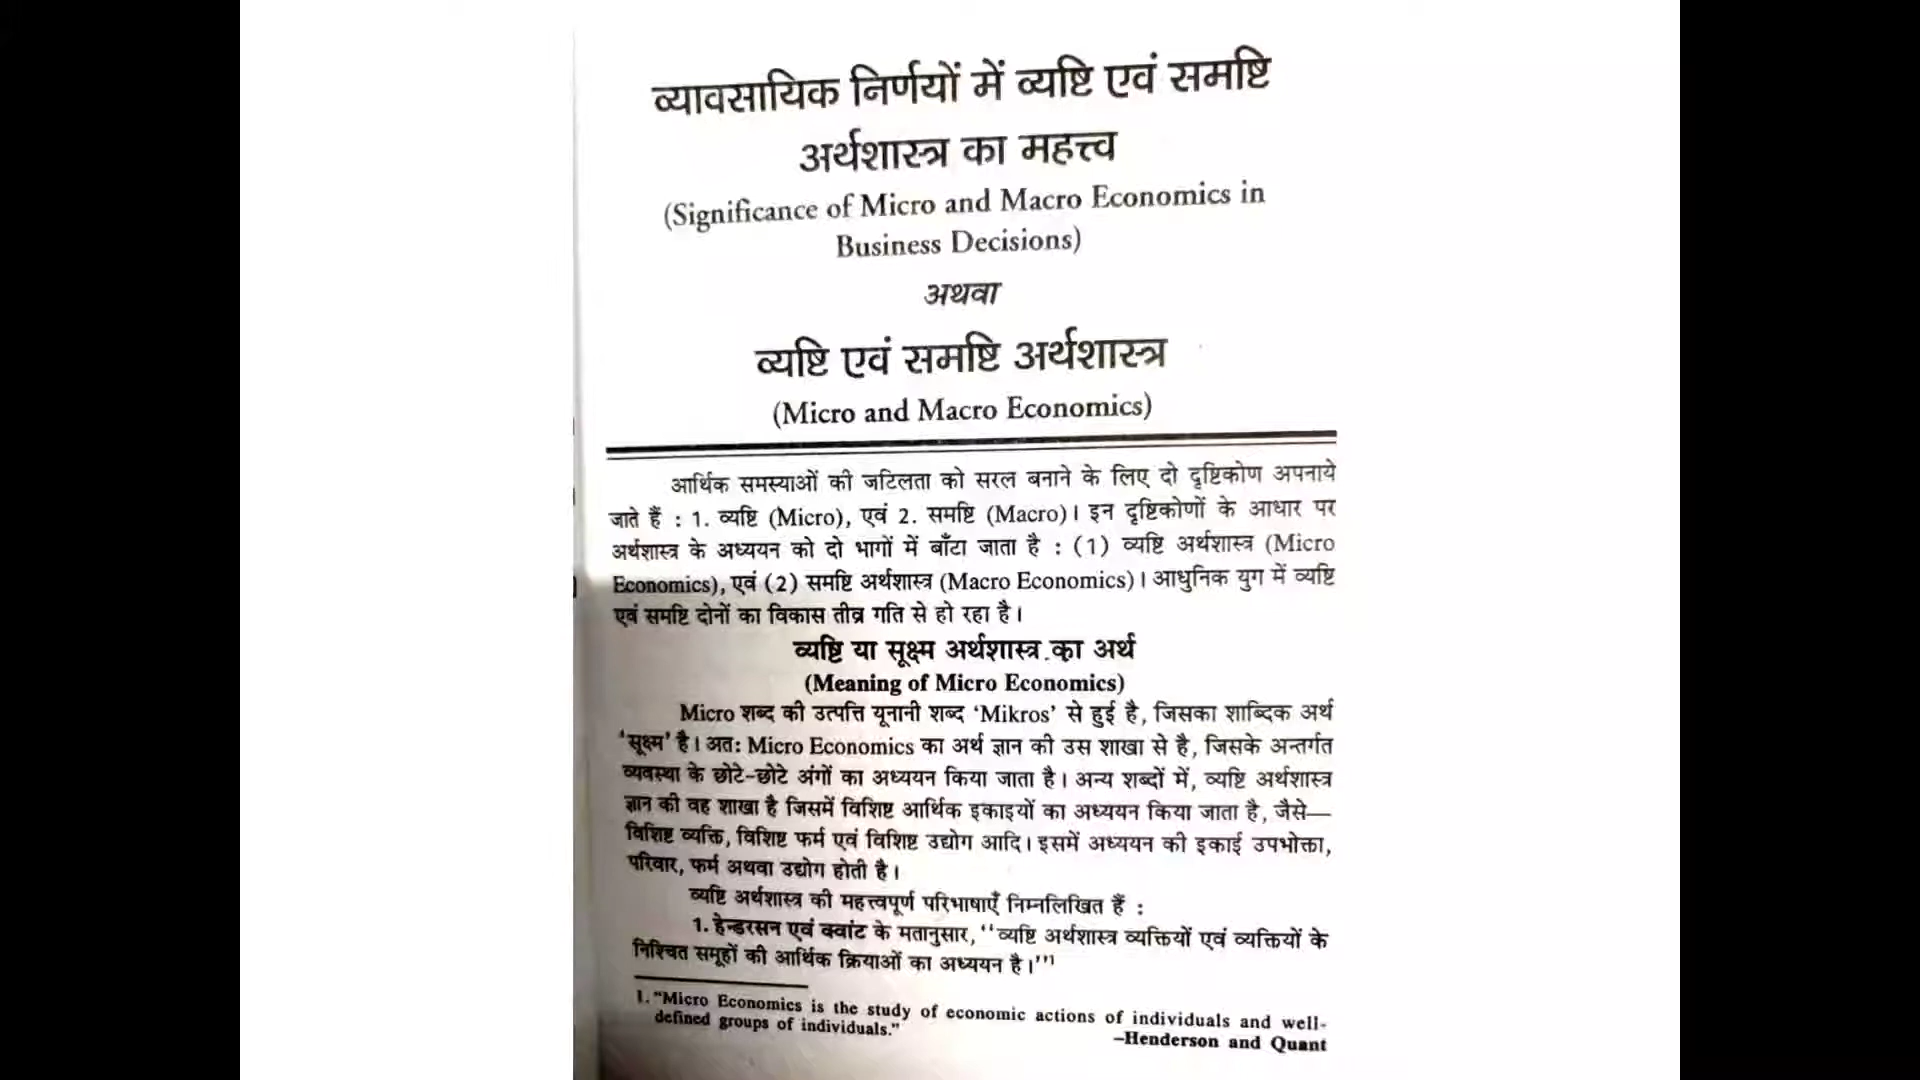 व्यावसायिक निर्णयों में व्यष्टि एवं समष्टि
अर्थशास्त्र का महत्त्व
(Significance of Micro and Macro Economics in
Business Decisions)
अथवा
व्यष्टि एवं समष्टि अर्थशास्त्र
(Micro and Macro Economics)
आर्थिक समस्याओं की जटिलता को सरल बनाने के लिए दो दृष्टिकोण अपनाये
जाते हैं : 1. व्यष्टि (Micro), एवं 2. समष्टि (Macro)। इन दृष्टिकोणों के आधार पर
अर्थशास्त्र के अध्ययन को दो भागों में बाँटा जाता है : (1) व्यष्टि अर्थशास्त्र (Micro
Economics), एवं (2) समष्टि अर्थशास्त्र (Macro Economics)। आधुनिक युग में व्यष्टि
एवं समष्टि दोनों का विकास तीव्र गति से हो रहा है।
व्यष्टि या सूक्ष्म अर्थशास्त्र का अर्थ
(Meaning of Micro Economics)
Micro शब्द की उत्पत्ति यूनानी शब्द ‘Mikros’ से हुई है, जिसका शाब्दिक अर्थ
‘सूक्ष्म’ है। अतः Micro Economics का अर्थ ज्ञान की उस शाखा से है, जिसके अन्तर्गत
व्यवस्था के छोटे-छोटे अंगों का अध्ययन किया जाता है। अन्य शब्दों में, व्यष्टि अर्थशास्त्र
ज्ञान की वह शाखा है जिसमें विशिष्ट आर्थिक इकाइयों का अध्ययन किया जाता है, जैसे—
विशिष्ट व्यक्ति, विशिष्ट फर्म एवं विशिष्ट उद्योग आदि। इसमें अध्ययन की इकाई उपभोक्ता,
परिवार, फर्म अथवा उद्योग होती है।
व्यष्टि अर्थशास्त्र की महत्त्वपूर्ण परिभाषाएँ निम्नलिखित हैं :
1. हेन्डरसन एवं क्वांट के मतानुसार, ‘‘व्यष्टि अर्थशास्त्र व्यक्तियों एवं व्यक्तियों के
निश्चित समूहों की आर्थिक क्रियाओं का अध्ययन है।’’¹
1. “Micro Economics is the study of economic actions of individuals and well-
defined groups of individuals.”
–Henderson and Quant